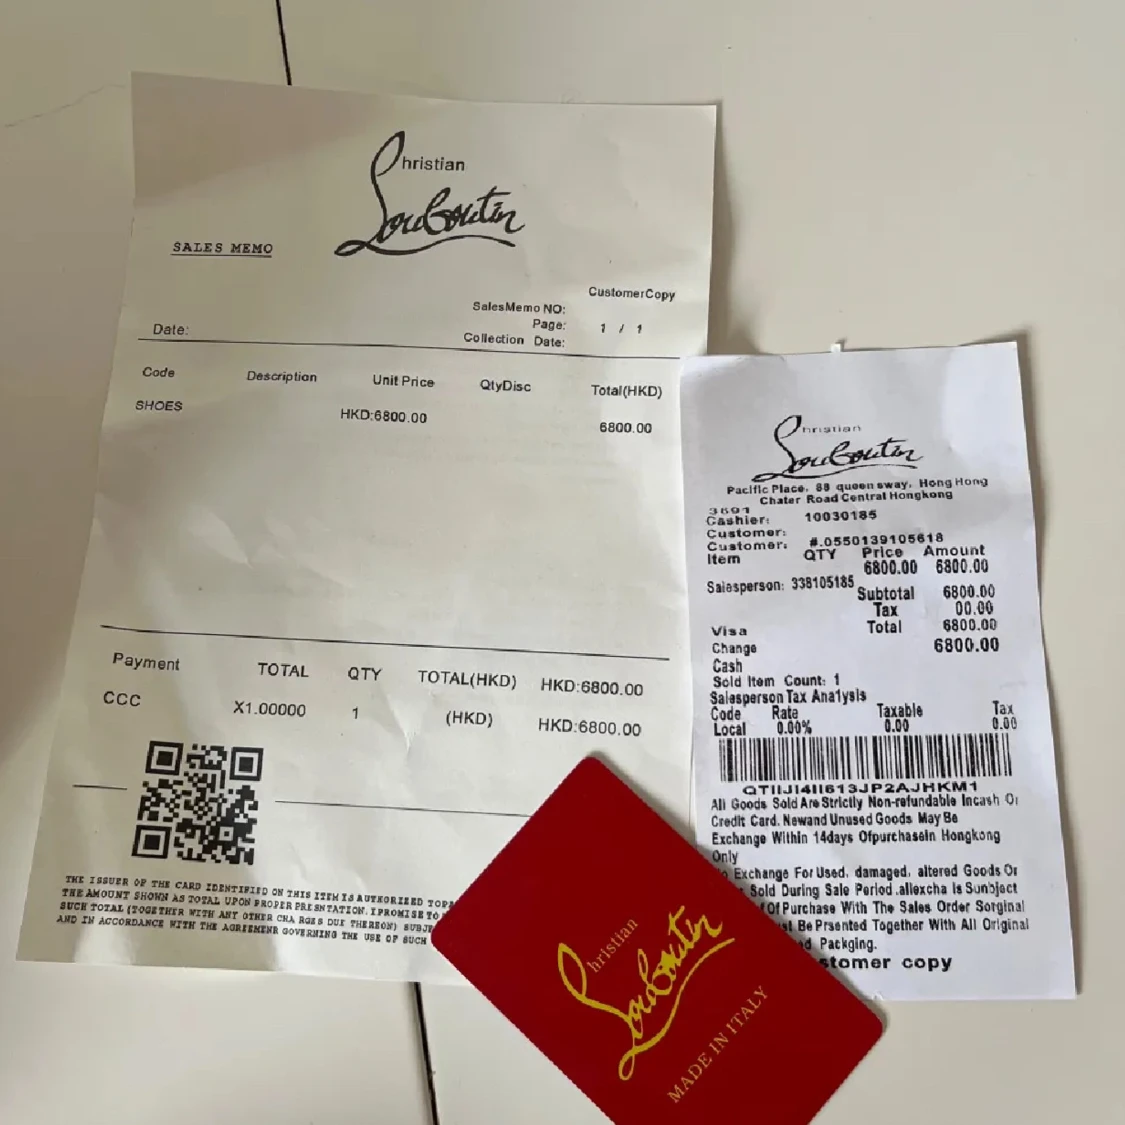 Christian
Louboutin
SALES MEMO
CustomerCopy
SalesMemo NO:
Page: 1 / 1
Date:
Collection Date:
Code Description Unit Price QtyDisc Total(HKD)
SHOES HKD:6800.00 6800.00
Payment TOTAL QTY TOTAL(HKD) HKD:6800.00
CCC X1.00000 1 (HKD) HKD:6800.00
THE ISSUER OF THE CARD IDENTIFIED ON THIS ITEM IS AUTHORIZED TOPA
THE AMOUNT SHOWN AS TOTAL UPON PROPER PRESNTATION. I PROMISE TO
SUCH TOTAL (TOGETHER WITH ANY OTHER CHA RGES DUE THEREON) SUBJE
AND IN ACCORDANCE WITH THE AGREEMENR GOVERNING THE USE OF SUCH
Christian
Louboutin
Pacific Place. 88 queensway. Hong Hong
Chater Road Central Hongkong
3691
Cashier: 10030185
Customer:
Customer: #.0550139105618
Item QTY Price Amount
6800.00 6800.00
Salesperson: 338105185
Subtotal 6800.00
Tax 00.00
Total 6800.00
Visa
Change 6800.00
Cash
Sold Item Count: 1
Salesperson Tax Analysis
Code Rate Taxable Tax
Local 0.00% 0.00 0.00
QTIIJI4II613JP2AJHKM1
All Goods Sold Are Strictly Non-refundable Incash Or
Credit Card. Newand Unused Goods May Be
Exchange Within 14days Ofpurchasein Hongkong
Only
Exchange For Used, damaged, altered Goods Or
Sold During Sale Period .allexcha Is Sunbject
Of Purchase With The Sales Order Sorginal
st Be Prsented Together With All Original
ed Packging.
stomer copy
Christian
Louboutin
MADE IN ITALY